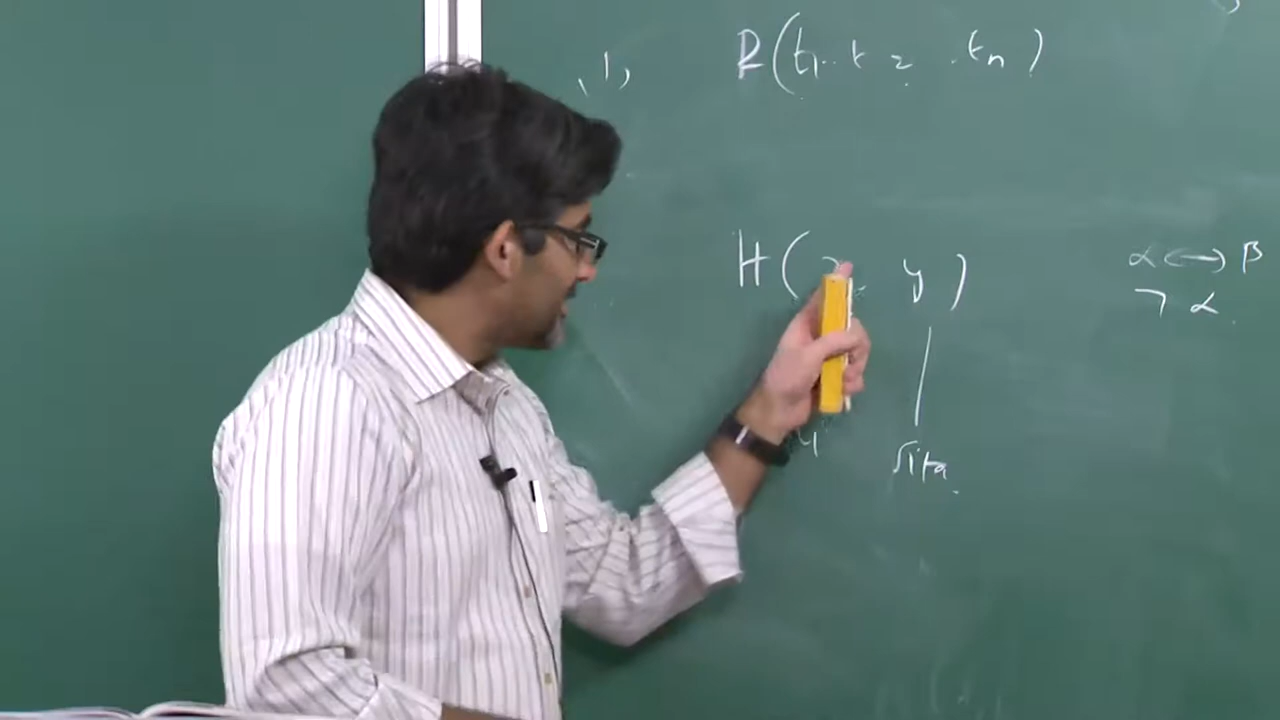 R(t1.. t2 .. tn)
H(x, y)
α ↔ β
¬ α
Sita